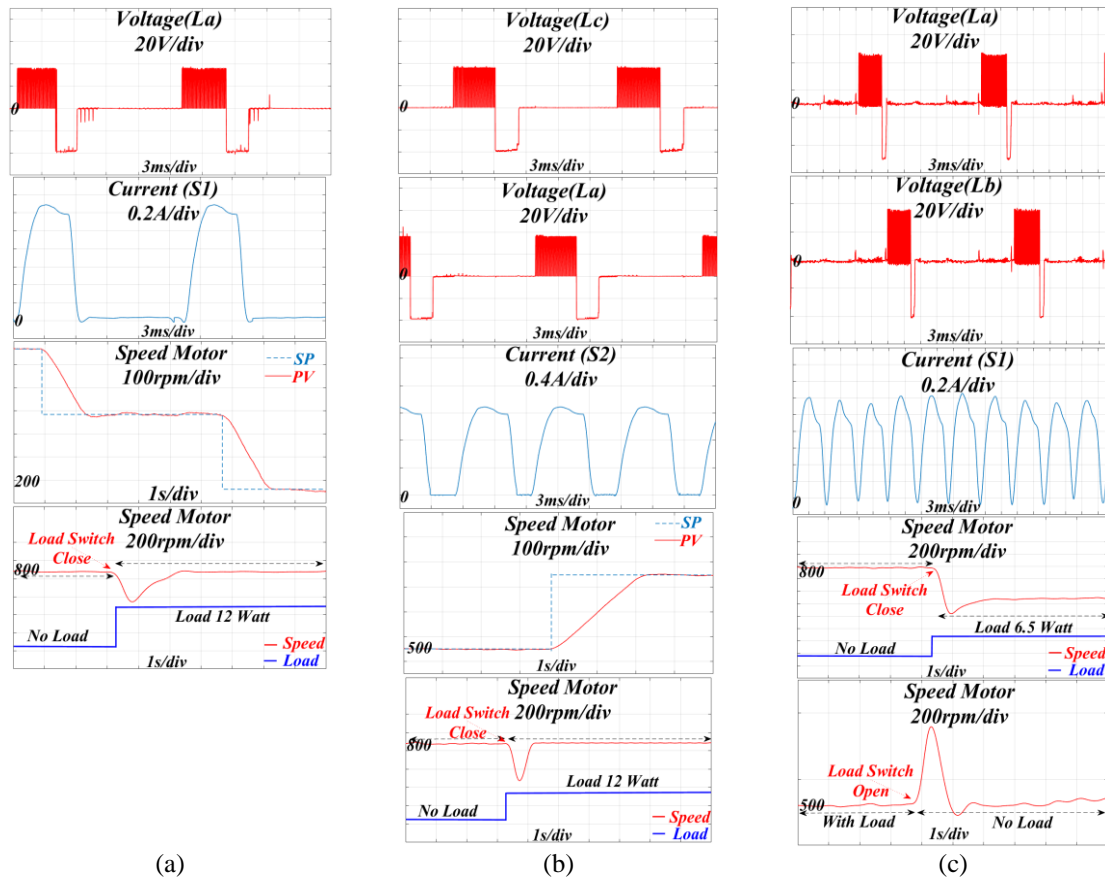 Voltage(La)
20V/div
0
3ms/div
Current (S1)
0.2A/div
0
3ms/div
Speed Motor
100rpm/div
SP
PV
200
1s/div
Speed Motor
200rpm/div
Load Switch
Close
800
Load 12 Watt
No Load
Speed
Load
1s/div
(a)
Voltage(Lc)
20V/div
0
3ms/div
Voltage(La)
20V/div
0
3ms/div
Current (S2)
0.4A/div
0
3ms/div
Speed Motor
100rpm/div
SP
PV
500
1s/div
Speed Motor
200rpm/div
Load Switch
Close
800
Load 12 Watt
No Load
Speed
Load
1s/div
(b)
Voltage(La)
20V/div
0
3ms/div
Voltage(Lb)
20V/div
0
3ms/div
Current (S1)
0.2A/div
0
3ms/div
Speed Motor
200rpm/div
800
Load Switch
Close
Load 6.5 Watt
No Load
Speed
Load
1s/div
Speed Motor
200rpm/div
Load Switch
Open
500
With Load
No Load
1s/div
(c)